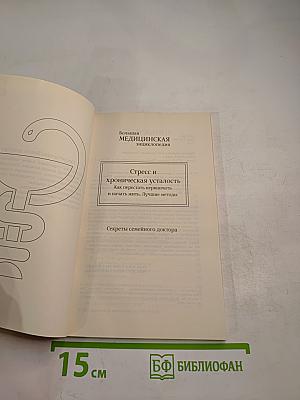 Большая
МЕДИЦИНСКАЯ
энциклопедия
Стресс и
хроническая усталость
Как перестать нервничать
и начать жить. Лучшие методы
Секреты семейного доктора
15 см
БФ БИБЛИОФАН